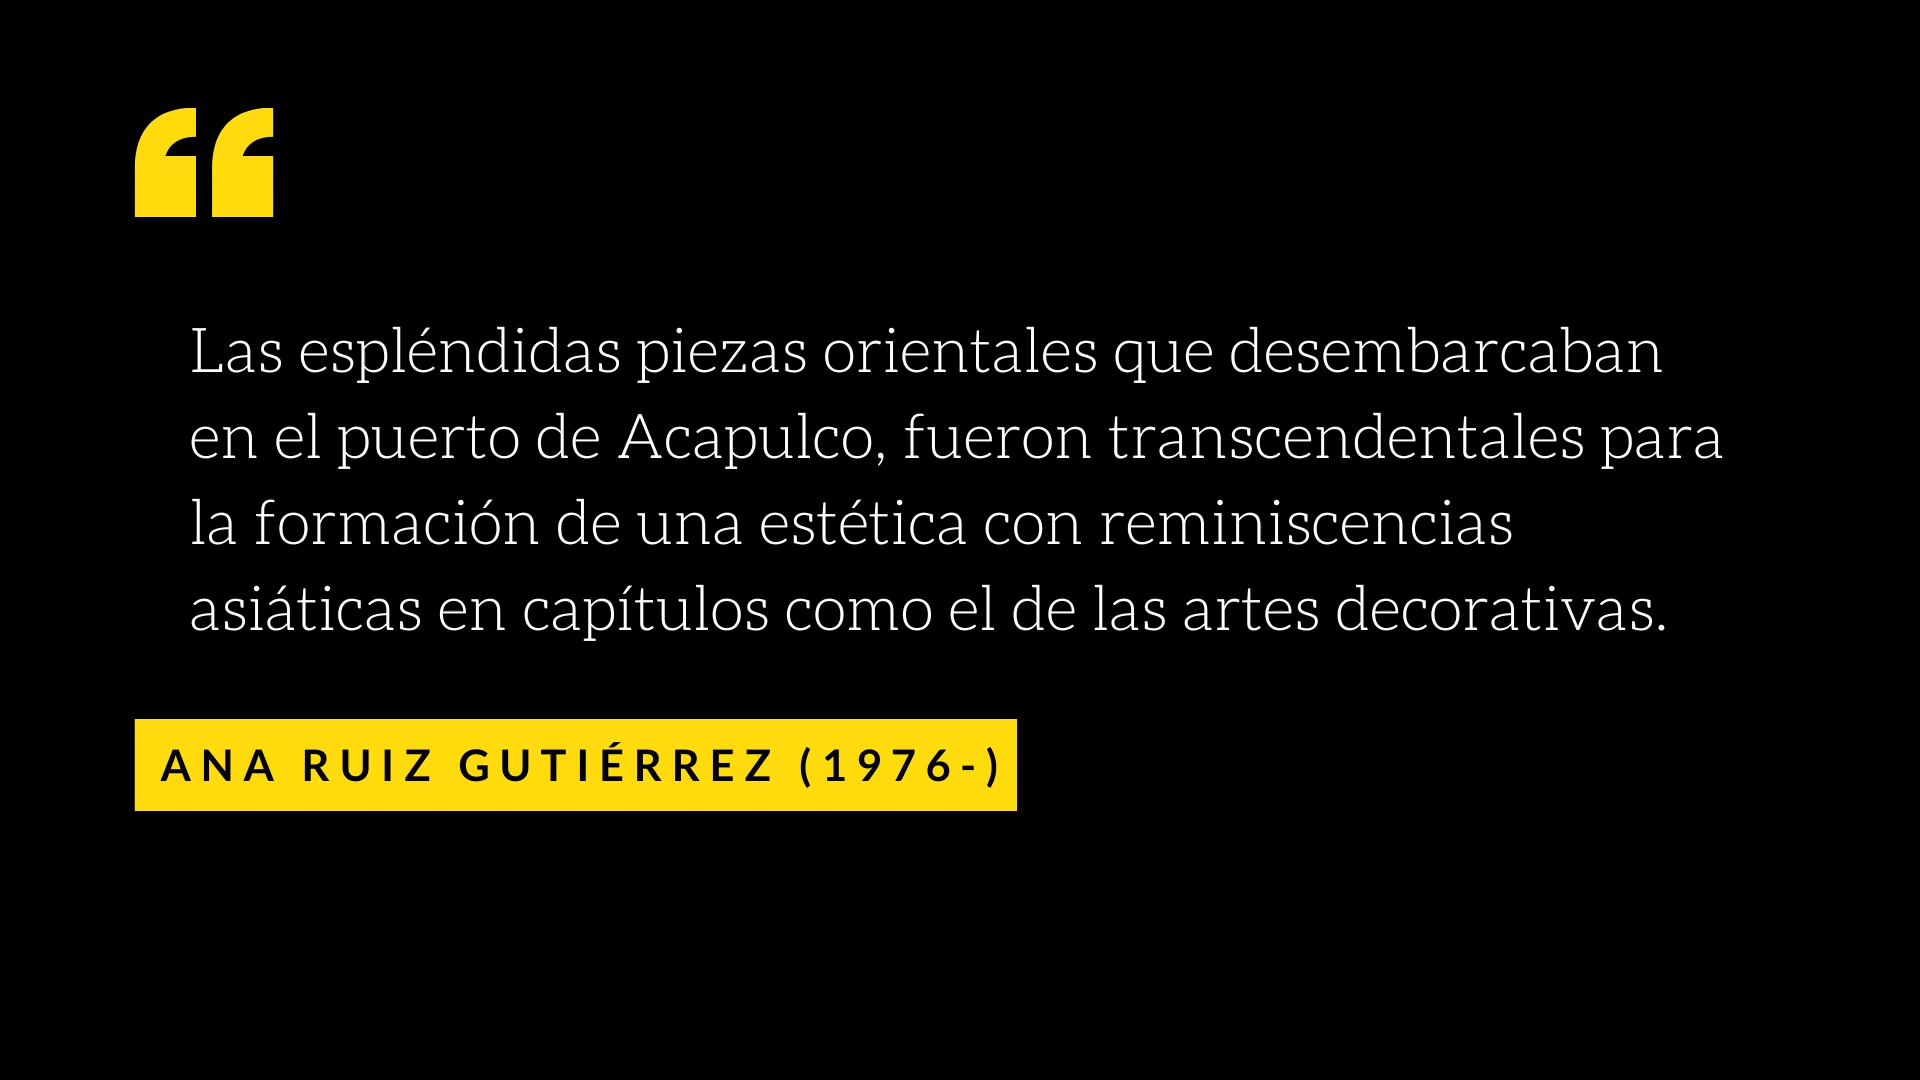 “
Las espléndidas piezas orientales que desembarcaban
en el puerto de Acapulco, fueron transcendentales para
la formación de una estética con reminiscencias
asiáticas en capítulos como el de las artes decorativas.
ANA RUIZ GUTIÉRREZ (1976-)